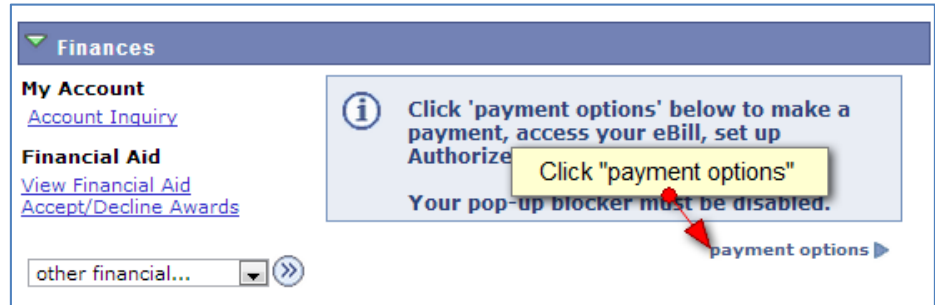 Finances
My Account
Account Inquiry
Financial Aid
View Financial Aid
Accept/Decline Awards
other financial...
Click 'payment options' below to make a
payment, access your eBill, set up
Authorize
Click "payment options"
Your pop-up blocker must be disabled.
payment options